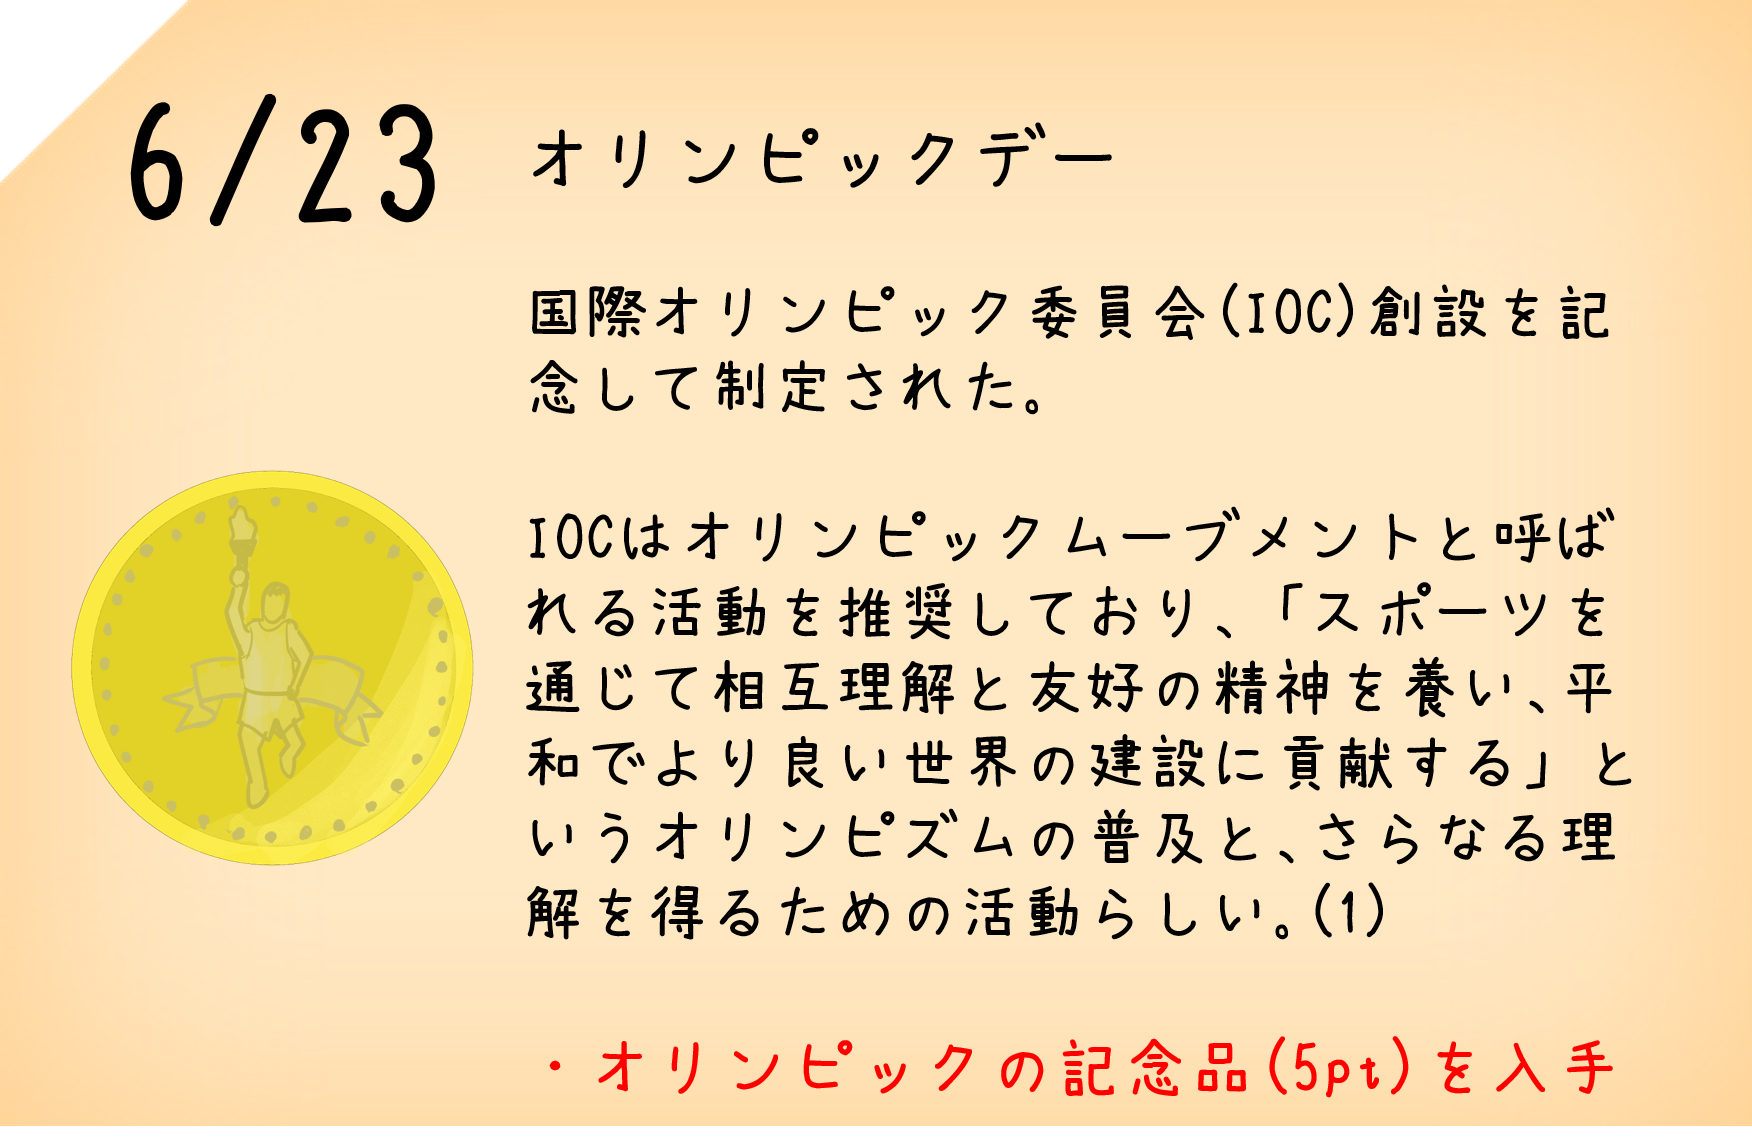 6/23 オリンピックデー
国際オリンピック委員会(IOC)創設を記
念して制定された。
IOCはオリンピックムーブメントと呼ば
れる活動を推奨しており、「スポーツを
通じて相互理解と友好の精神を養い、平
和でより良い世界の建設に貢献する」と
いうオリンピズムの普及と、さらなる理
解を得るための活動らしい。(1)
・オリンピックの記念品(5pt)を入手